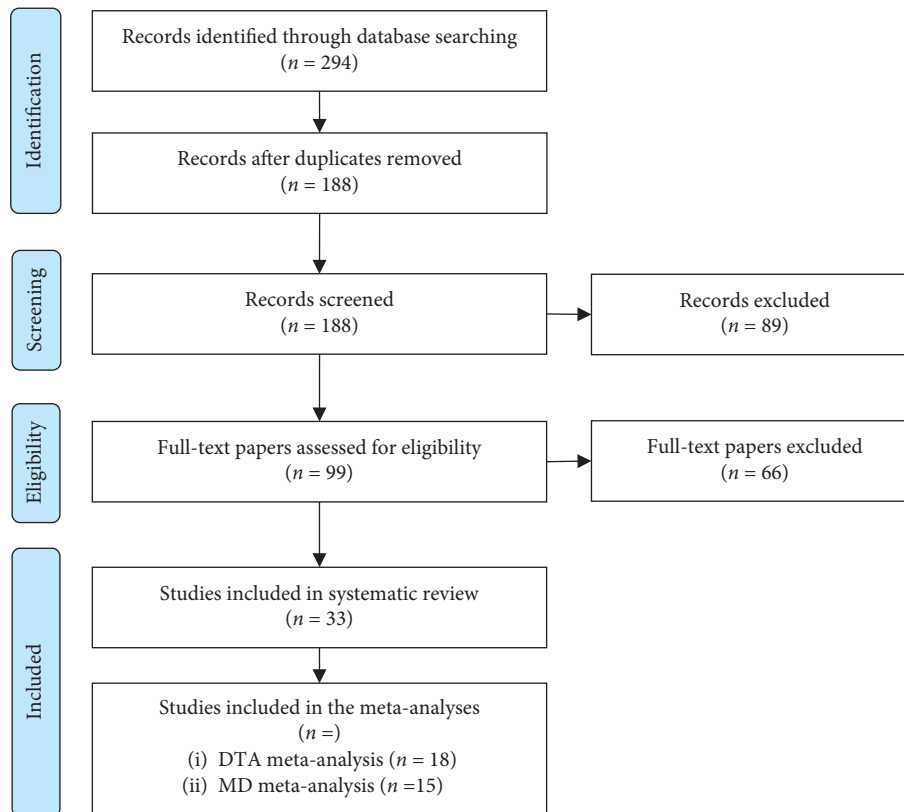 Identification
Records identified through database searching
(n = 294)
Records after duplicates removed
(n = 188)
Screening
Records screened
(n = 188)
Records excluded
(n = 89)
Eligibility
Full-text papers assessed for eligibility
(n = 99)
Full-text papers excluded
(n = 66)
Included
Studies included in systematic review
(n = 33)
Studies included in the meta-analyses
(n =)
(i) DTA meta-analysis (n = 18)
(ii) MD meta-analysis (n =15)